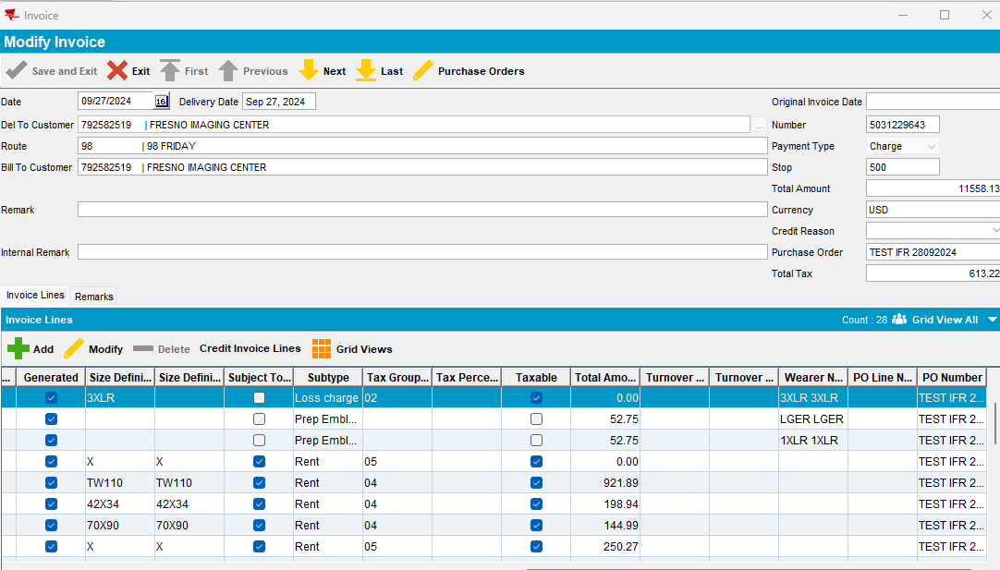 Invoice
Modify Invoice
Save and Exit Exit First Previous Next Last Purchase Orders
Date 09/27/2024 16 Delivery Date Sep 27, 2024 Original Invoice Date
Del To Customer 792582519 | FRESNO IMAGING CENTER ... Number 5031229643
Route 98 | 98 FRIDAY Payment Type Charge
Bill To Customer 792582519 | FRESNO IMAGING CENTER Stop 500
Total Amount 11558.13
Remark Currency USD
Credit Reason
Internal Remark Purchase Order TEST IFR 28092024
Total Tax 613.22
Invoice Lines Remarks
Invoice Lines Count : 28 Grid View All
Add Modify Delete Credit Invoice Lines Grid Views
... Generated Size Defini... Size Defini... Subject To... Subtype Tax Group... Tax Perce... Taxable Total Amo... Turnover ... Turnover ... Wearer N... PO Line N... PO Number
3XLR Loss charge 02 0.00 3XLR 3XLR TEST IFR 2...
Prep Embl... 52.75 LGER LGER TEST IFR 2...
Prep Embl... 52.75 1XLR 1XLR TEST IFR 2...
X X Rent 05 0.00 TEST IFR 2...
TW110 TW110 Rent 04 921.89 TEST IFR 2...
42X34 42X34 Rent 04 198.94 TEST IFR 2...
70X90 70X90 Rent 04 144.99 TEST IFR 2...
X X Rent 05 250.27 TEST IFR 2...